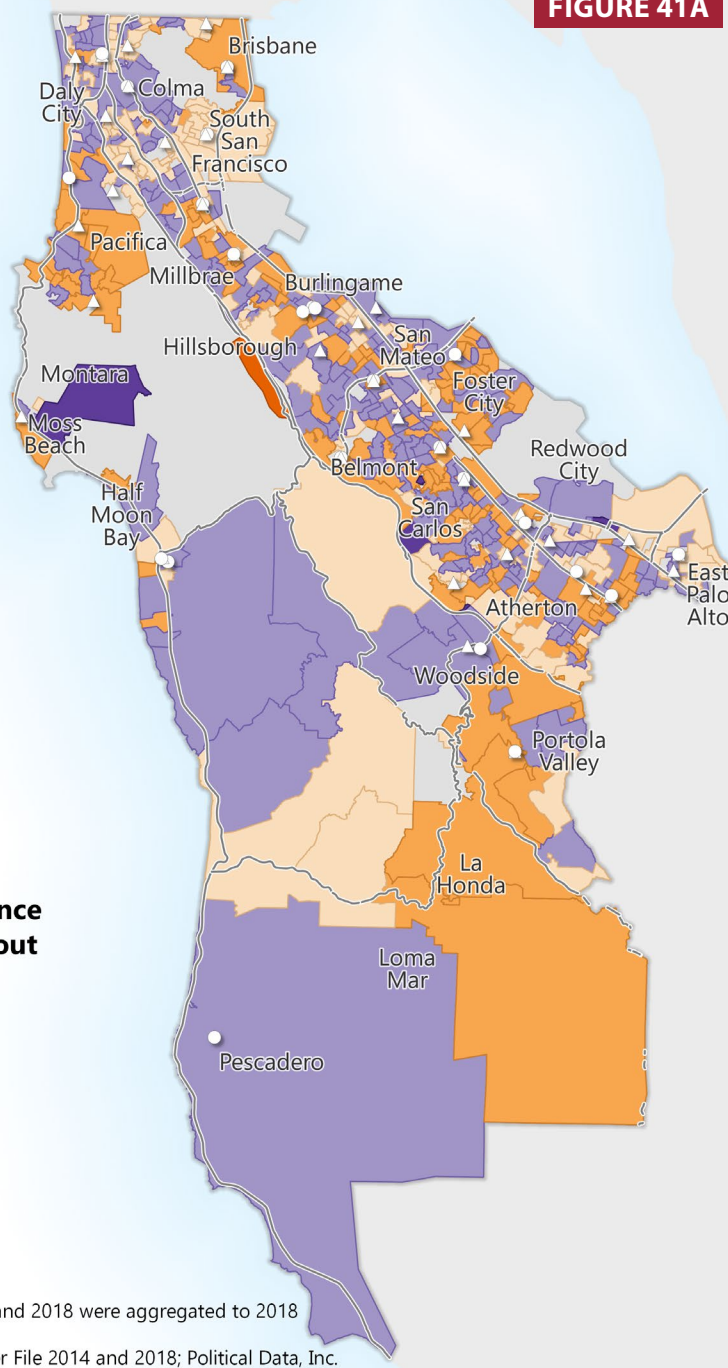 FIGURE 41A
Brisbane
Daly
City
Colma
South
San
Francisco
Pacifica
Millbrae
Burlingame
Hillsborough
San
Mateo
Montara
Foster
City
Moss
Beach
Redwood
City
Belmont
Half
Moon
Bay
San
Carlos
East
Palo
Alto
Atherton
Woodside
Portola
Valley
La
Honda
nce
out
Loma
Mar
Pescadero
and 2018 were aggregated to 2018
r File 2014 and 2018; Political Data, Inc.